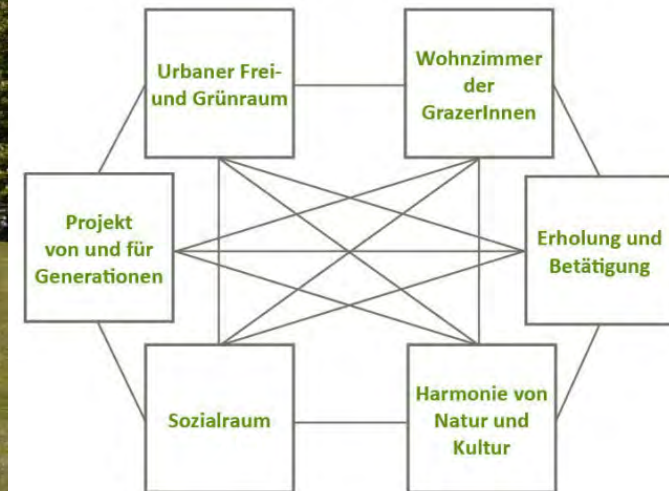 Urbaner Frei-
und Grünraum
Wohnzimmer
der
GrazerInnen
Projekt
von und für
Generationen
Erholung und
Betätigung
Sozialraum
Harmonie von
Natur und
Kultur